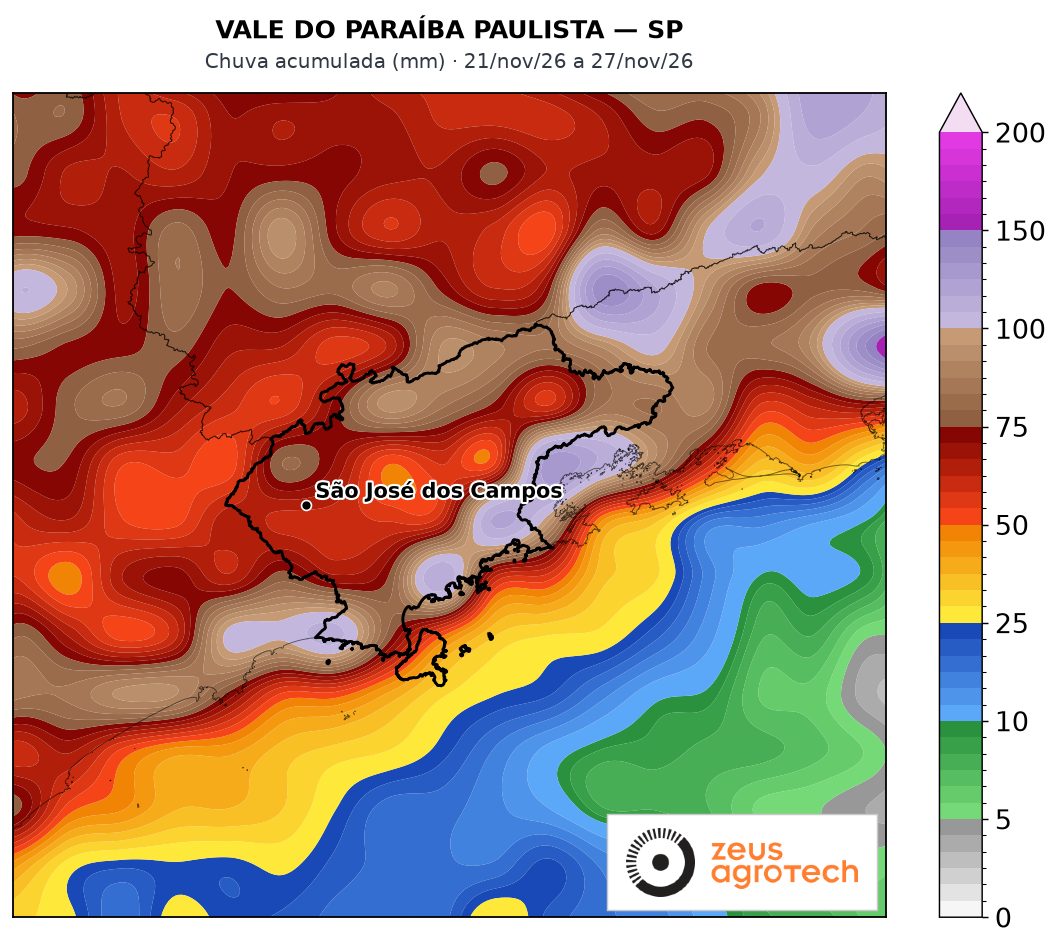 VALE DO PARAÍBA PAULISTA — SP
Chuva acumulada (mm) · 21/nov/26 a 27/nov/26
São José dos Campos
200
150
100
75
50
25
10
5
0
zeus
agrotech